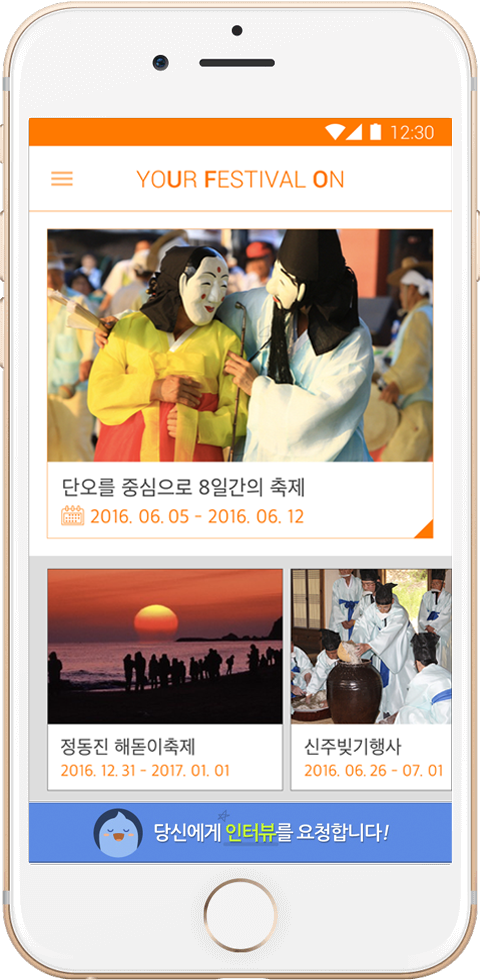 12:30
YOUR FESTIVAL ON
단오를 중심으로 8일간의 축제
2016. 06. 05 - 2016. 06. 12
정동진 해돋이축제
2016. 12. 31 - 2017. 01. 01
신주빚기행사
2016. 06. 26 - 07. 01
당신에게 인터뷰를 요청합니다!